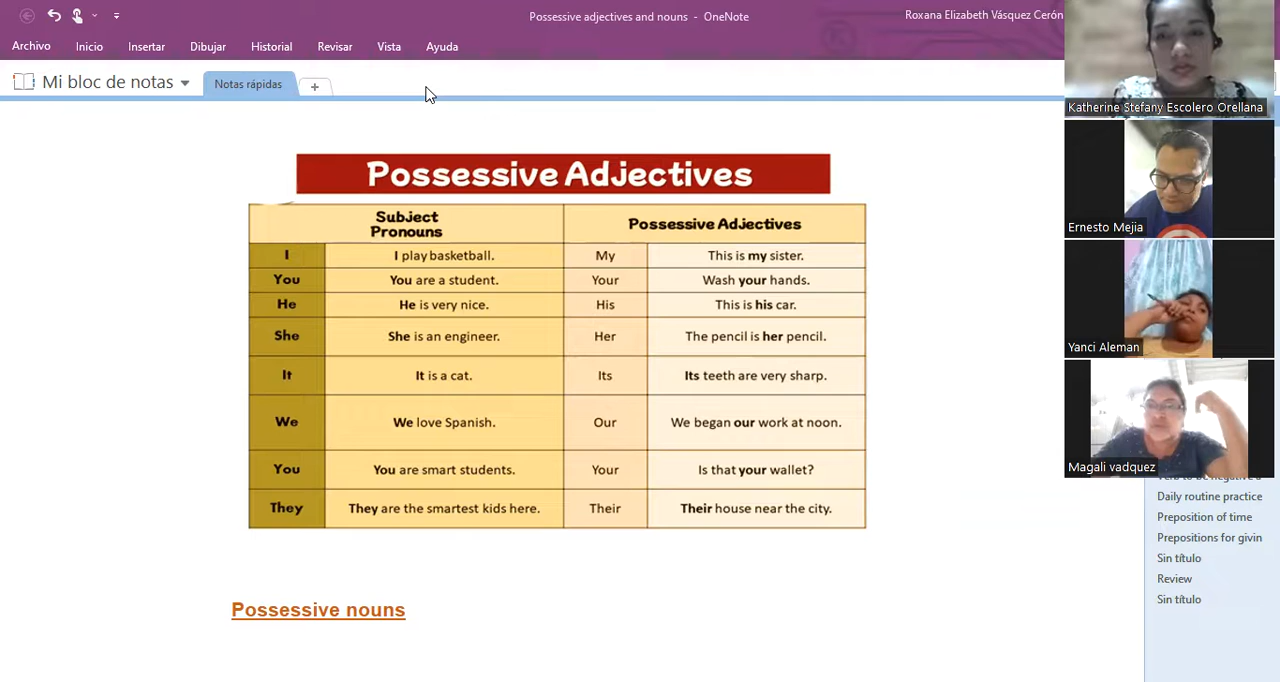 Possessive adjectives and nouns - OneNote
Roxana Elizabeth Vásquez Cerón
Archivo Inicio Insertar Dibujar Historial Revisar Vista Ayuda
Mi bloc de notas Notas rápidas +
Katherine Stefany Escolero Orellana
Ernesto Mejia
Yanci Aleman
Magali vadquez
Possessive Adjectives
Subject
Pronouns
Possessive Adjectives
I I play basketball. My This is my sister.
You You are a student. Your Wash your hands.
He He is very nice. His This is his car.
She She is an engineer. Her The pencil is her pencil.
It It is a cat. Its Its teeth are very sharp.
We We love Spanish. Our We began our work at noon.
You You are smart students. Your Is that your wallet?
They They are the smartest kids here. Their Their house near the city.
Possessive nouns
Verb to be negative a
Daily routine practice
Preposition of time
Prepositions for givin
Sin título
Review
Sin título